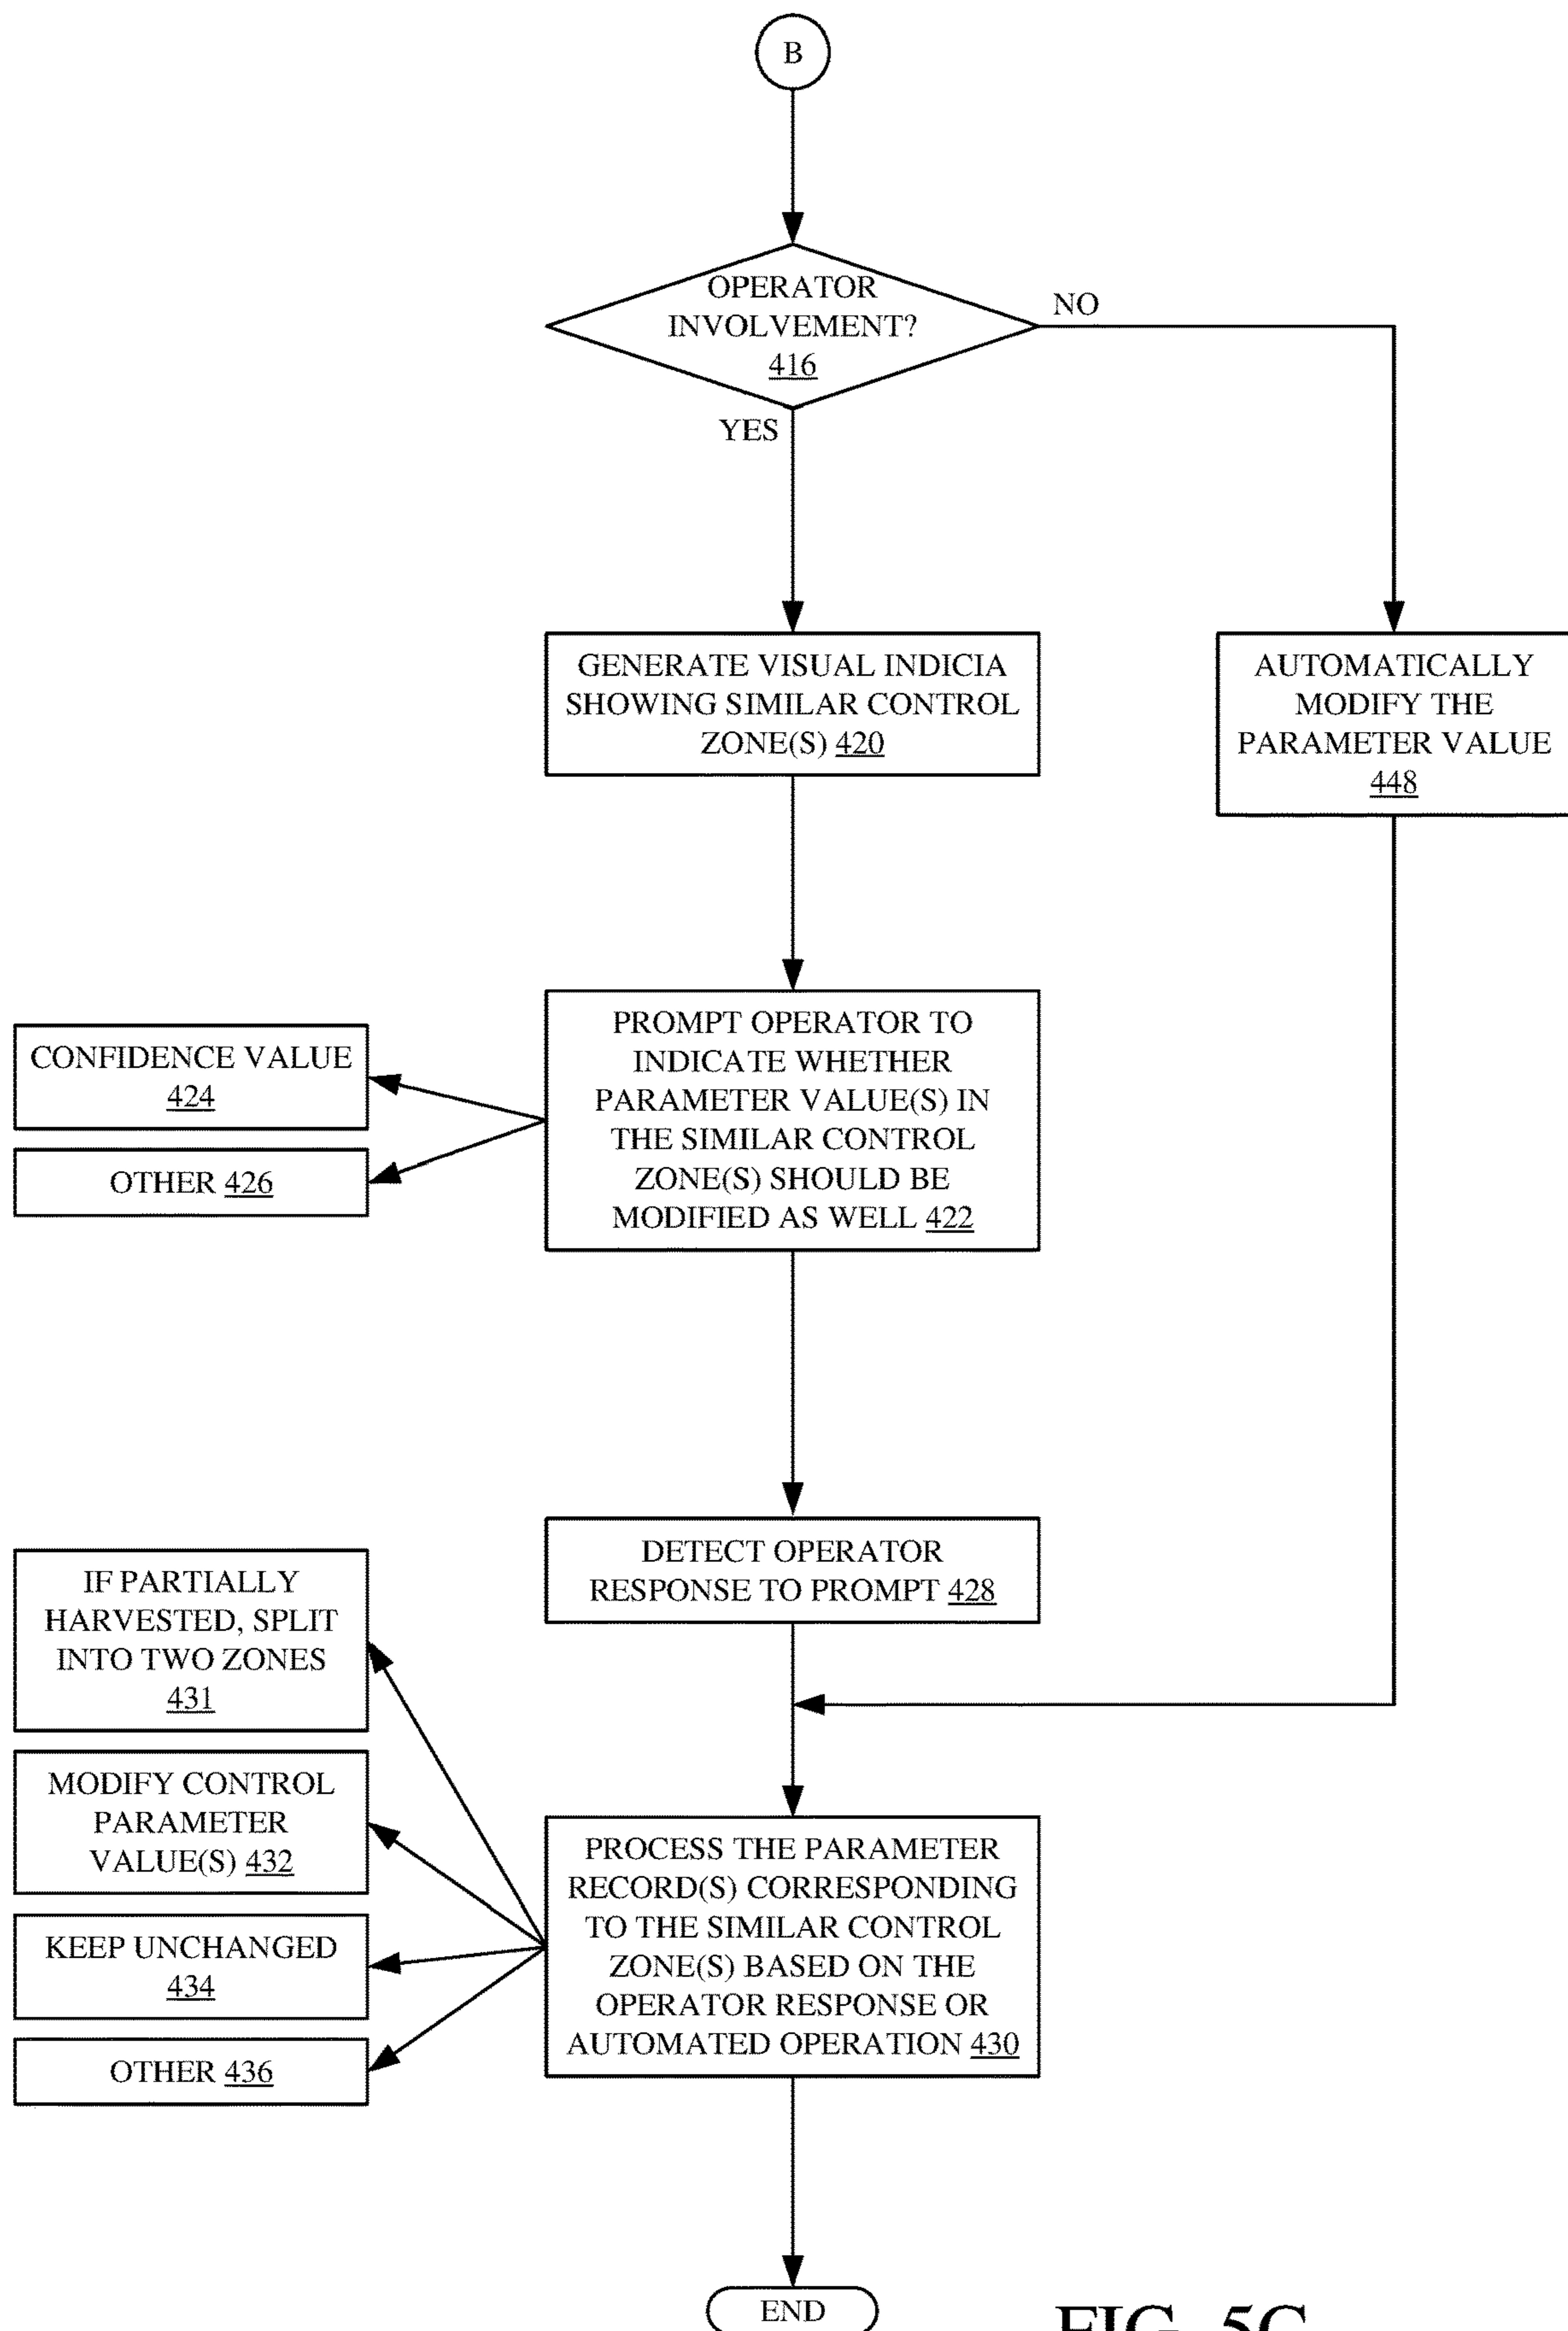 B
OPERATOR
INVOLVEMENT?
416
NO
YES
GENERATE VISUAL INDICIA
SHOWING SIMILAR CONTROL
ZONE(S) 420
AUTOMATICALLY
MODIFY THE
PARAMETER VALUE
448
PROMPT OPERATOR TO
INDICATE WHETHER
PARAMETER VALUE(S) IN
THE SIMILAR CONTROL
ZONE(S) SHOULD BE
MODIFIED AS WELL 422
CONFIDENCE VALUE
424
OTHER 426
DETECT OPERATOR
RESPONSE TO PROMPT 428
IF PARTIALLY
HARVESTED, SPLIT
INTO TWO ZONES
431
MODIFY CONTROL
PARAMETER
VALUE(S) 432
KEEP UNCHANGED
434
OTHER 436
PROCESS THE PARAMETER
RECORD(S) CORRESPONDING
TO THE SIMILAR CONTROL
ZONE(S) BASED ON THE
OPERATOR RESPONSE OR
AUTOMATED OPERATION 430
END
FIG. 5C